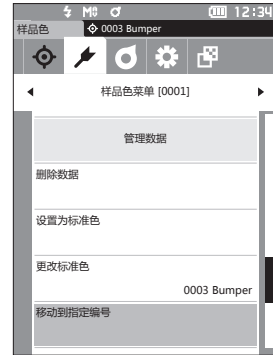 M0 12:34
样品色 0003 Bumper
样品色菜单 [0001]
管理数据
删除数据
设置为标准色
更改标准色
0003 Bumper
移动到指定编号